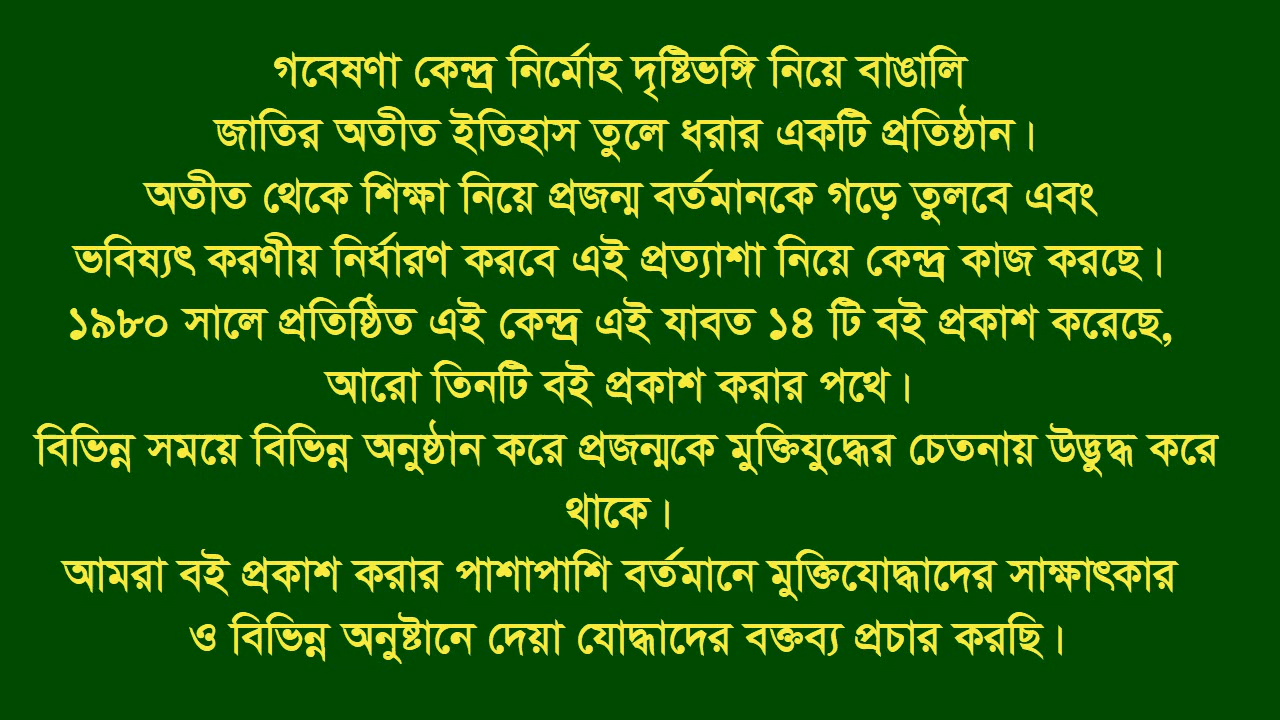 গবেষণা কেন্দ্র নির্মোহ দৃষ্টিভঙ্গি নিয়ে বাঙালি
জাতির অতীত ইতিহাস তুলে ধরার একটি প্রতিষ্ঠান।
অতীত থেকে শিক্ষা নিয়ে প্রজন্ম বর্তমানকে গড়ে তুলবে এবং
ভবিষ্যৎ করণীয় নির্ধারণ করবে এই প্রত্যাশা নিয়ে কেন্দ্র কাজ করছে।
১৯৮০ সালে প্রতিষ্ঠিত এই কেন্দ্র এই যাবত ১৪ টি বই প্রকাশ করেছে,
আরো তিনটি বই প্রকাশ করার পথে।
বিভিন্ন সময়ে বিভিন্ন অনুষ্ঠান করে প্রজন্মকে মুক্তিযুদ্ধের চেতনায় উদ্ভুদ্ধ করে
থাকে।
আমরা বই প্রকাশ করার পাশাপাশি বর্তমানে মুক্তিযোদ্ধাদের সাক্ষাৎকার
ও বিভিন্ন অনুষ্টানে দেয়া যোদ্ধাদের বক্তব্য প্রচার করছি।